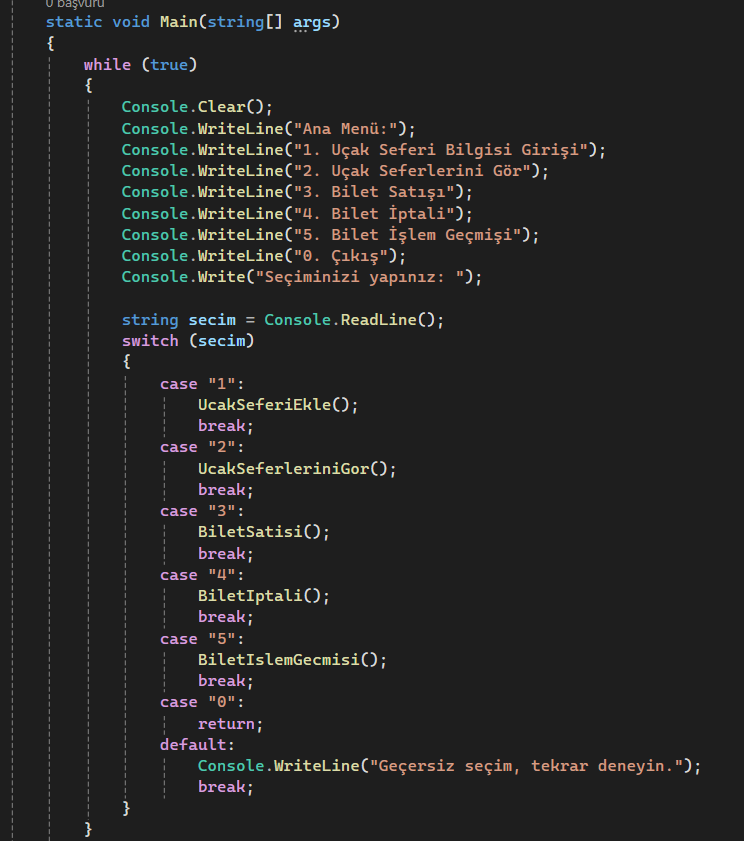 0 başvuru
static void Main(string[] args)
{
while (true)
{
Console.Clear();
Console.WriteLine("Ana Menü:");
Console.WriteLine("1. Uçak Seferi Bilgisi Girişi");
Console.WriteLine("2. Uçak Seferlerini Gör");
Console.WriteLine("3. Bilet Satışı");
Console.WriteLine("4. Bilet İptali");
Console.WriteLine("5. Bilet İşlem Geçmişi");
Console.WriteLine("0. Çıkış");
Console.Write("Seçiminizi yapınız: ");
string secim = Console.ReadLine();
switch (secim)
{
case "1":
UcakSeferiEkle();
break;
case "2":
UcakSeferleriniGor();
break;
case "3":
BiletSatisi();
break;
case "4":
BiletIptali();
break;
case "5":
BiletIslemGecmisi();
break;
case "0":
return;
default:
Console.WriteLine("Geçersiz seçim, tekrar deneyin.");
break;
}
}